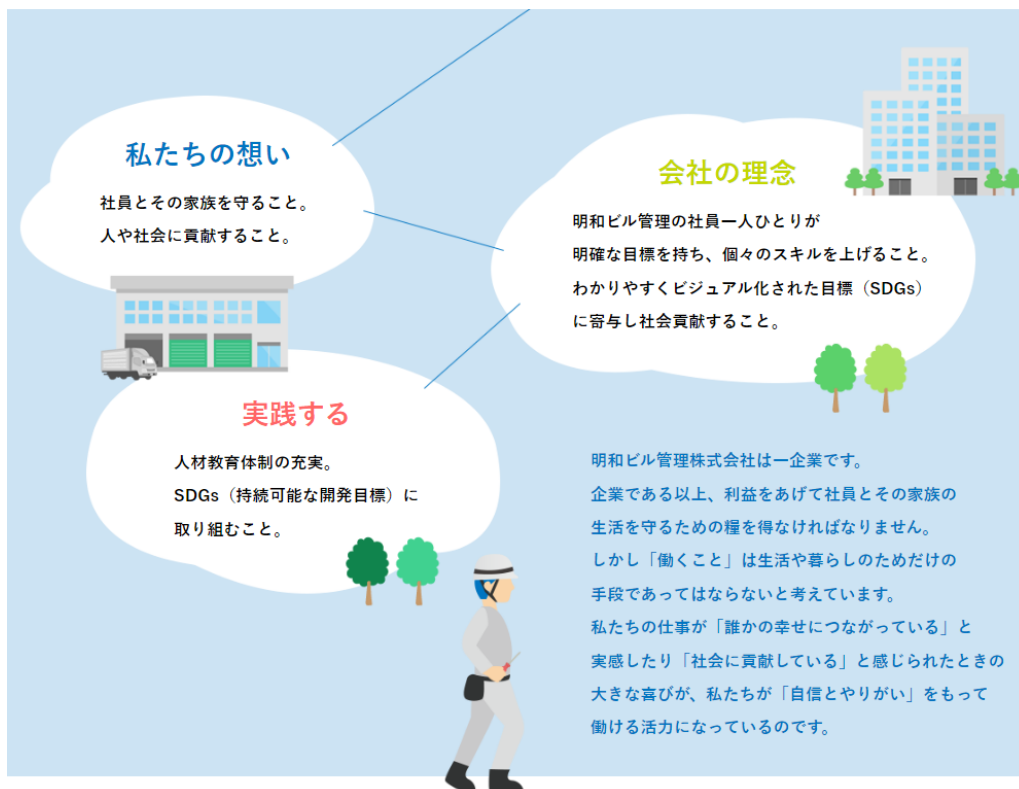 私たちの想い
社員とその家族を守ること。
人や社会に貢献すること。
会社の理念
明和ビル管理の社員一人ひとりが
明確な目標を持ち、個々のスキルを上げること。
わかりやすくビジュアル化された目標（SDGs）
に寄与し社会貢献すること。
実践する
人材教育体制の充実。
SDGs（持続可能な開発目標）に
取り組むこと。
明和ビル管理株式会社は一企業です。
企業である以上、利益をあげて社員とその家族の
生活を守るための糧を得なければなりません。
しかし「働くこと」は生活や暮らしのためだけの
手段であってはならないと考えています。
私たちの仕事が「誰かの幸せにつながっている」と
実感したり「社会に貢献している」と感じられたときの
大きな喜びが、私たちが「自信とやりがい」をもって
働ける活力になっているのです。